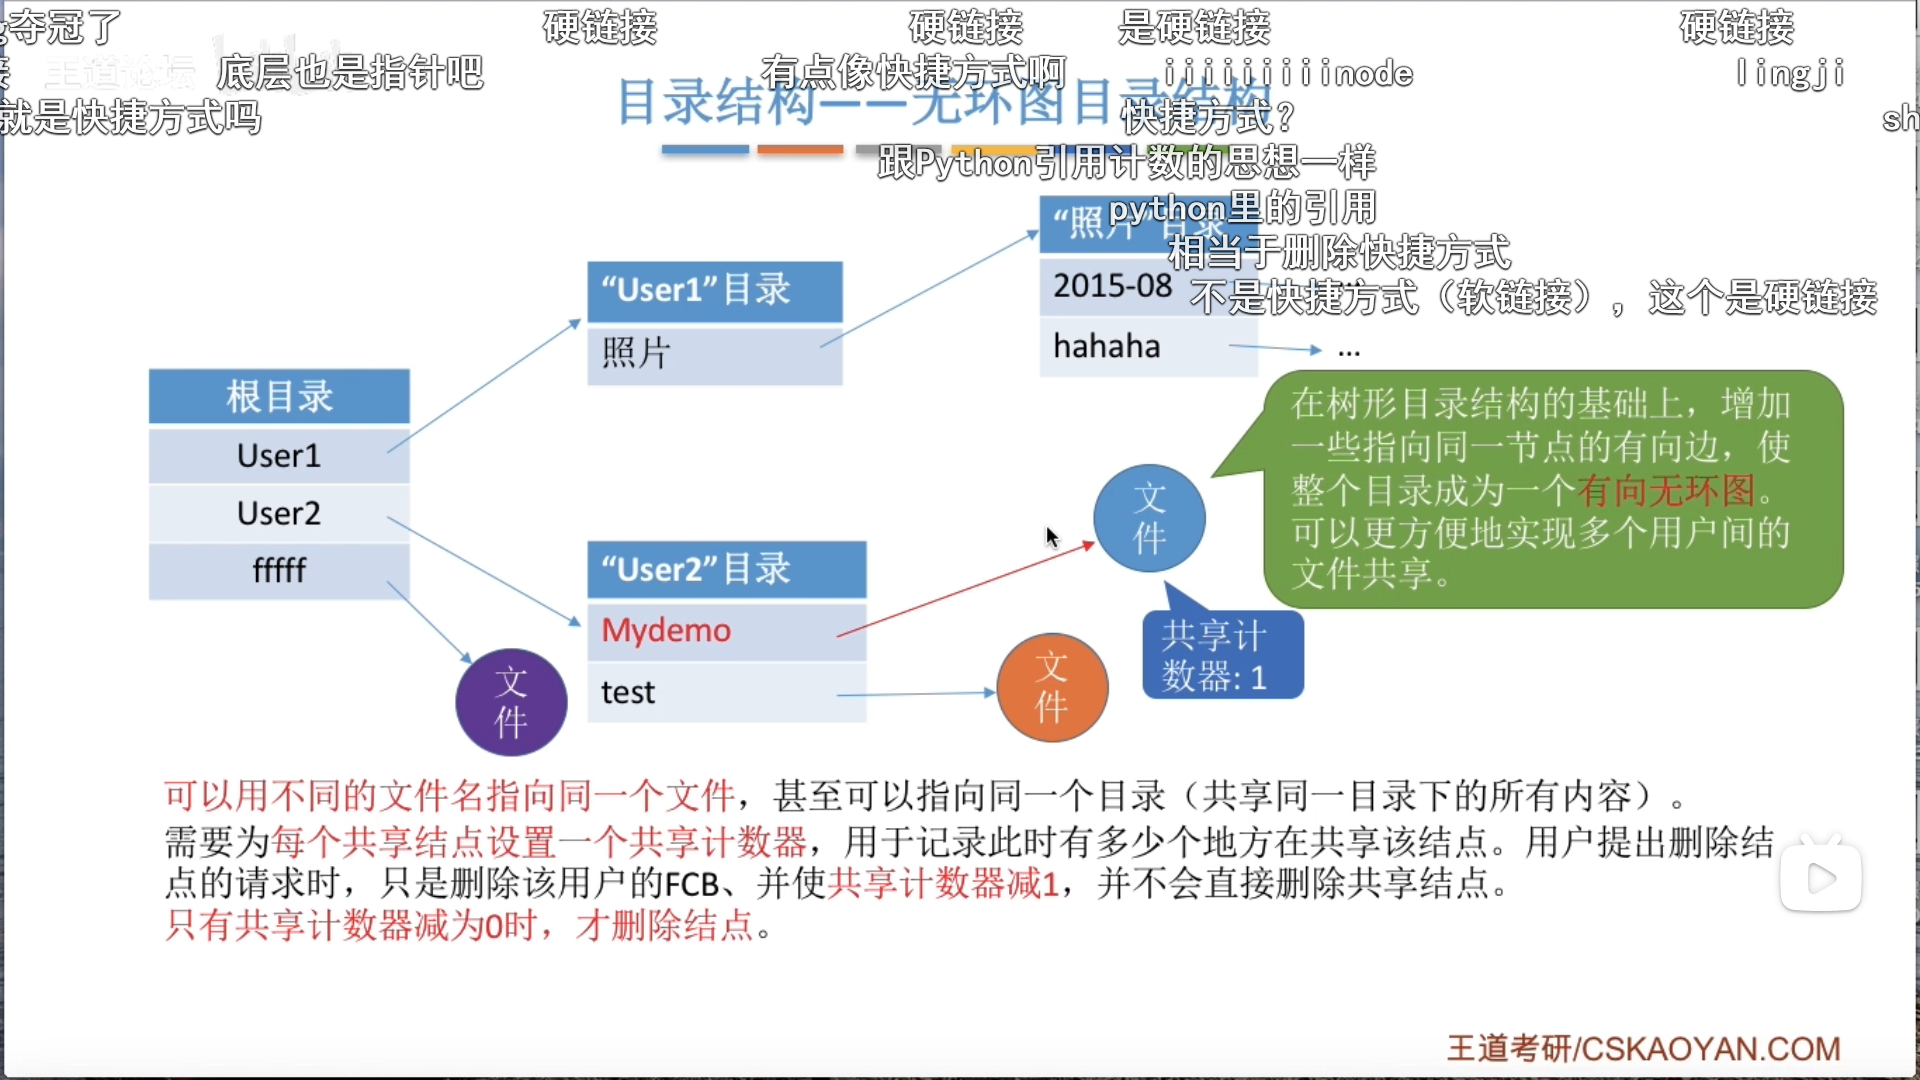 夺冠了
硬链接
硬链接
是硬链接
硬链接
王道论坛
底层也是指针吧
有点像快捷方式啊
iiiiiiiiinode
lingji
目录结构——无环图目录结构
就是快捷方式吗
快捷方式?
sh
跟Python引用计数的思想一样
python里的引用
“照片”目录
相当于删除快捷方式
2015-08
不是快捷方式（软链接），这个是硬链接
hahaha
...
“User1”目录
照片
根目录
User1
User2
fffff
文件
“User2”目录
Mydemo
test
文件
文件
共享计
数器: 1
在树形目录结构的基础上，增加
一些指向同一节点的有向边，使
整个目录成为一个有向无环图。
可以更方便地实现多个用户间的
文件共享。
可以用不同的文件名指向同一个文件，甚至可以指向同一个目录（共享同一目录下的所有内容）。
需要为每个共享结点设置一个共享计数器，用于记录此时有多少个地方在共享该结点。用户提出删除结
点的请求时，只是删除该用户的FCB、并使共享计数器减1，并不会直接删除共享结点。
只有共享计数器减为0时，才删除结点。
王道考研/CSKAOYAN.COM